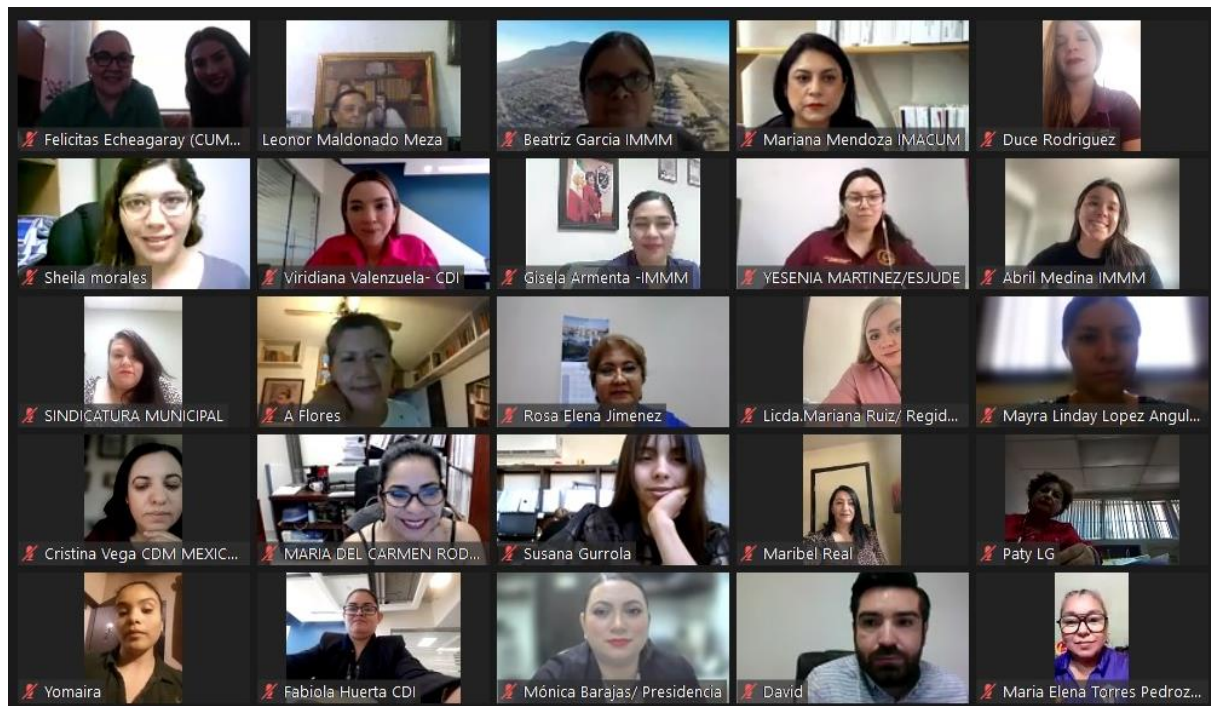 Felicitas Echeagaray (CUM...
Leonor Maldonado Meza
Beatriz Garcia IMMM
Mariana Mendoza IMACUM
Duce Rodriguez
Sheila morales
Viridiana Valenzuela- CDI
Gisela Armenta -IMMM
YESENIA MARTINEZ/ESJUDE
Abril Medina IMMM
SINDICATURA MUNICIPAL
A Flores
Rosa Elena Jimenez
Licda.Mariana Ruiz/ Regid...
Mayra Linday Lopez Angul...
Cristina Vega CDM MEXIC...
MARIA DEL CARMEN ROD...
Susana Gurrola
Maribel Real
Paty LG
Yomaira
Fabiola Huerta CDI
Mónica Barajas/ Presidencia
David
Maria Elena Torres Pedroz...